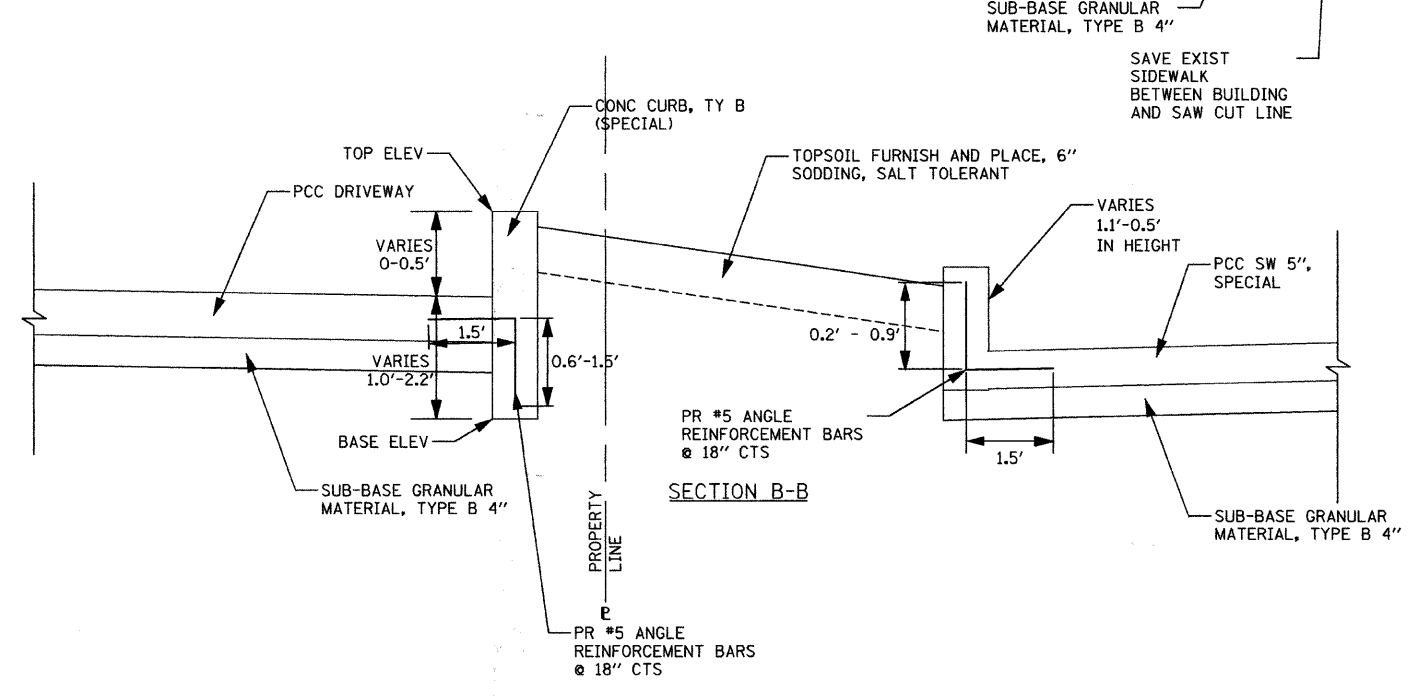 SUB-BASE GRANULAR
MATERIAL, TYPE B 4"
SAVE EXIST
SIDEWALK
BETWEEN BUILDING
AND SAW CUT LINE
CONC CURB, TY B
(SPECIAL)
TOP ELEV
TOPSOIL FURNISH AND PLACE, 6"
SODDING, SALT TOLERANT
PCC DRIVEWAY
VARIES
1.1'-0.5'
IN HEIGHT
VARIES
0-0.5'
PCC SW 5",
SPECIAL
1.5'
0.2' - 0.9'
VARIES
1.0'-2.2'
0.6'-1.5'
BASE ELEV
PR #5 ANGLE
REINFORCEMENT BARS
@ 18" CTS
1.5'
SECTION B-B
SUB-BASE GRANULAR
MATERIAL, TYPE B 4"
PROPERTY
LINE
SUB-BASE GRANULAR
MATERIAL, TYPE B 4"
PL
PR #5 ANGLE
REINFORCEMENT BARS
@ 18" CTS